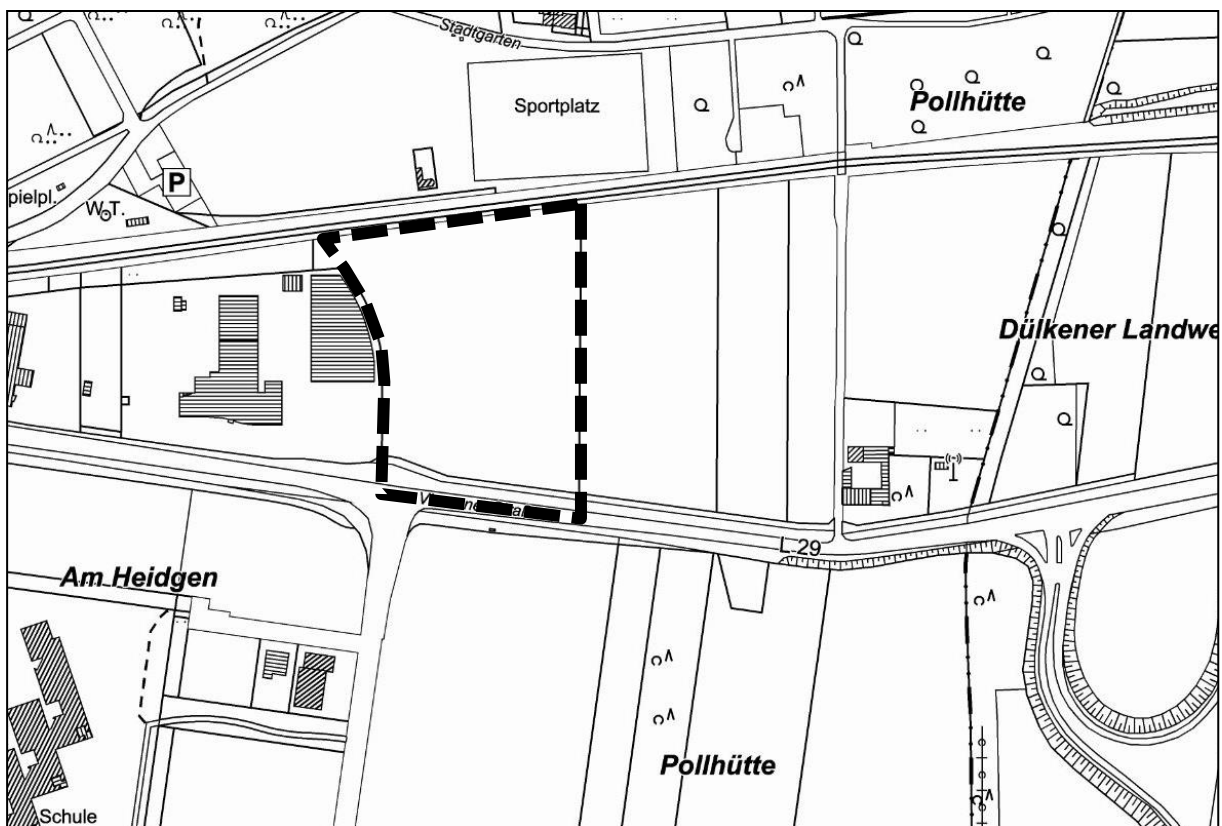 Stadtgarten
Sportplatz
Pollhütte
P
pielpl.
W.T.
Dülkener Landwe
L 29
Am Heidgen
Pollhütte
Schule